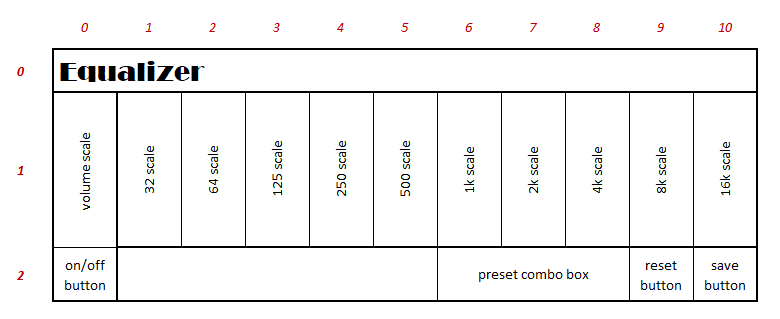 0 1 2 3 4 5 6 7 8 9 10
0 Equalizer
1 volume scale 32 scale 64 scale 125 scale 250 scale 500 scale 1k scale 2k scale 4k scale 8k scale 16k scale
2 on/off
button
preset combo box
reset
button
save
button